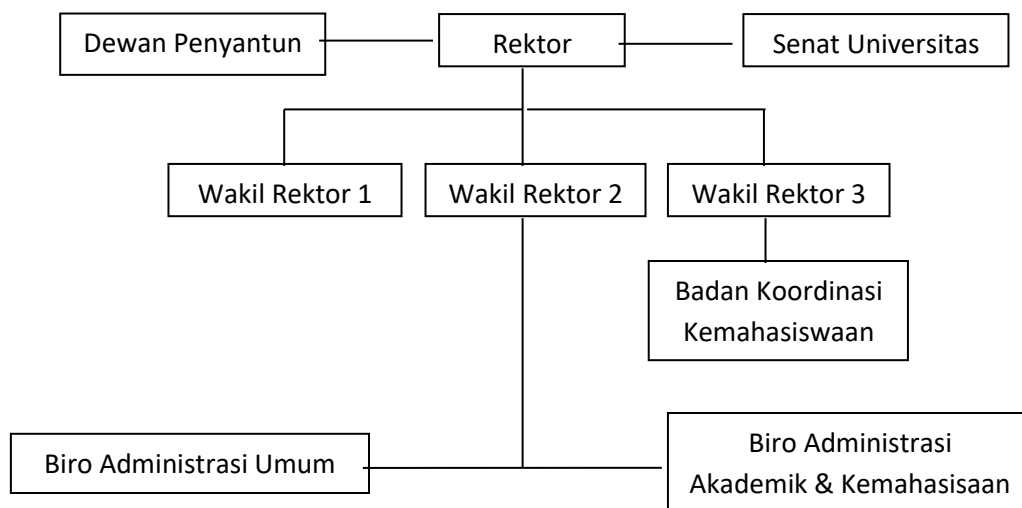 Dewan Penyantun
Rektor
Senat Universitas
Wakil Rektor 1
Wakil Rektor 2
Wakil Rektor 3
Badan Koordinasi
Kemahasiswaan
Biro Administrasi Umum
Biro Administrasi
Akademik & Kemahasisaan